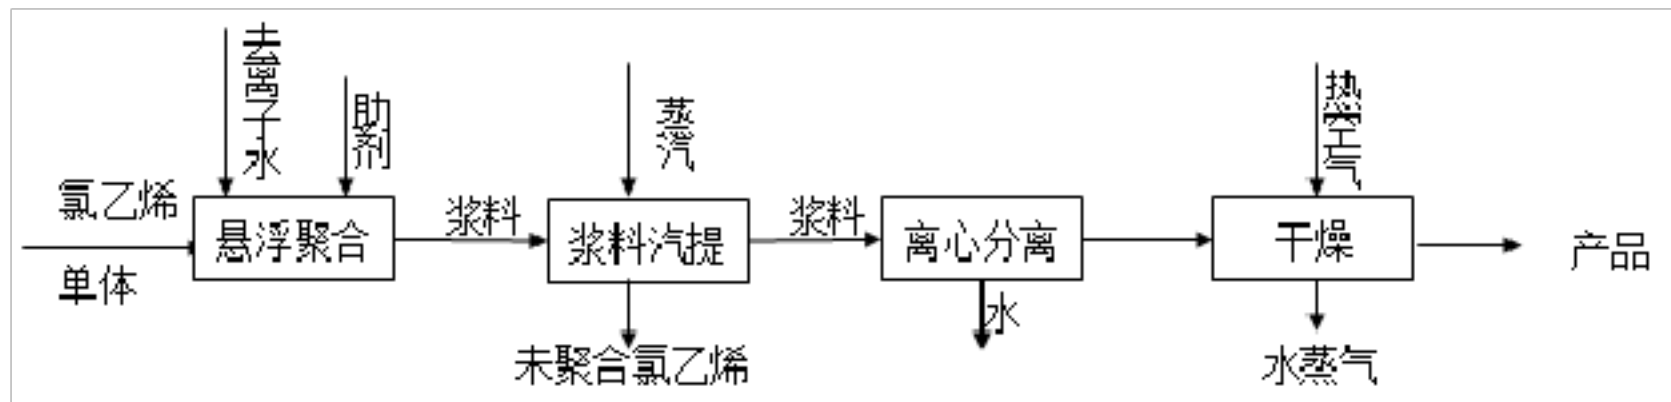 去离子水
助剂
蒸汽
热空气
氯乙烯
单体
悬浮聚合
浆料
浆料汽提
浆料
离心分离
干燥
产品
水
未聚合氯乙烯
水蒸气